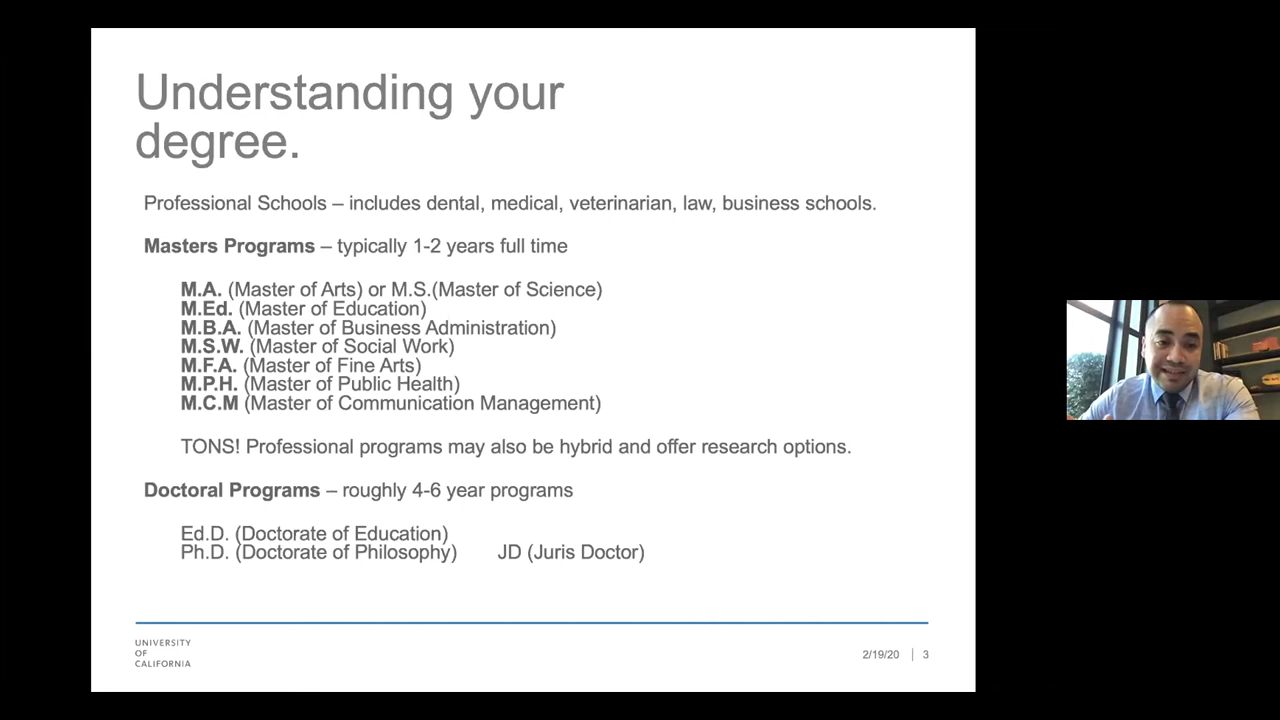 Understanding your
degree.
Professional Schools – includes dental, medical, veterinarian, law, business schools.
Masters Programs – typically 1-2 years full time
M.A. (Master of Arts) or M.S.(Master of Science)
M.Ed. (Master of Education)
M.B.A. (Master of Business Administration)
M.S.W. (Master of Social Work)
M.F.A. (Master of Fine Arts)
M.P.H. (Master of Public Health)
M.C.M (Master of Communication Management)
TONS! Professional programs may also be hybrid and offer research options.
Doctoral Programs – roughly 4-6 year programs
Ed.D. (Doctorate of Education)
Ph.D. (Doctorate of Philosophy) JD (Juris Doctor)
UNIVERSITY
OF
CALIFORNIA
2/19/20 | 3